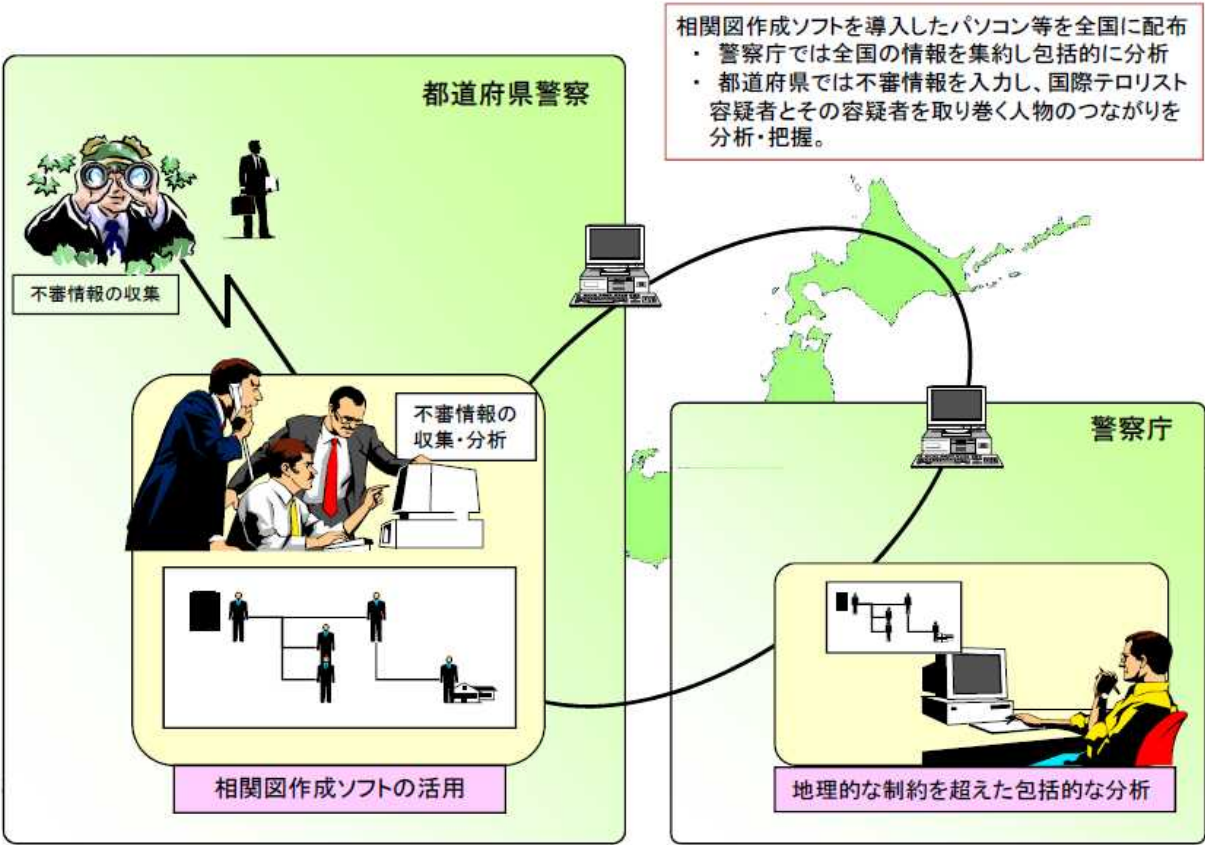 相関図作成ソフトを導入したパソコン等を全国に配布
・ 警察庁では全国の情報を集約し包括的に分析
・ 都道府県では不審情報を入力し、国際テロリスト
容疑者とその容疑者を取り巻く人物のつながりを
分析・把握。
都道府県警察
不審情報の収集
不審情報の
収集・分析
相関図作成ソフトの活用
警察庁
地理的な制約を超えた包括的な分析